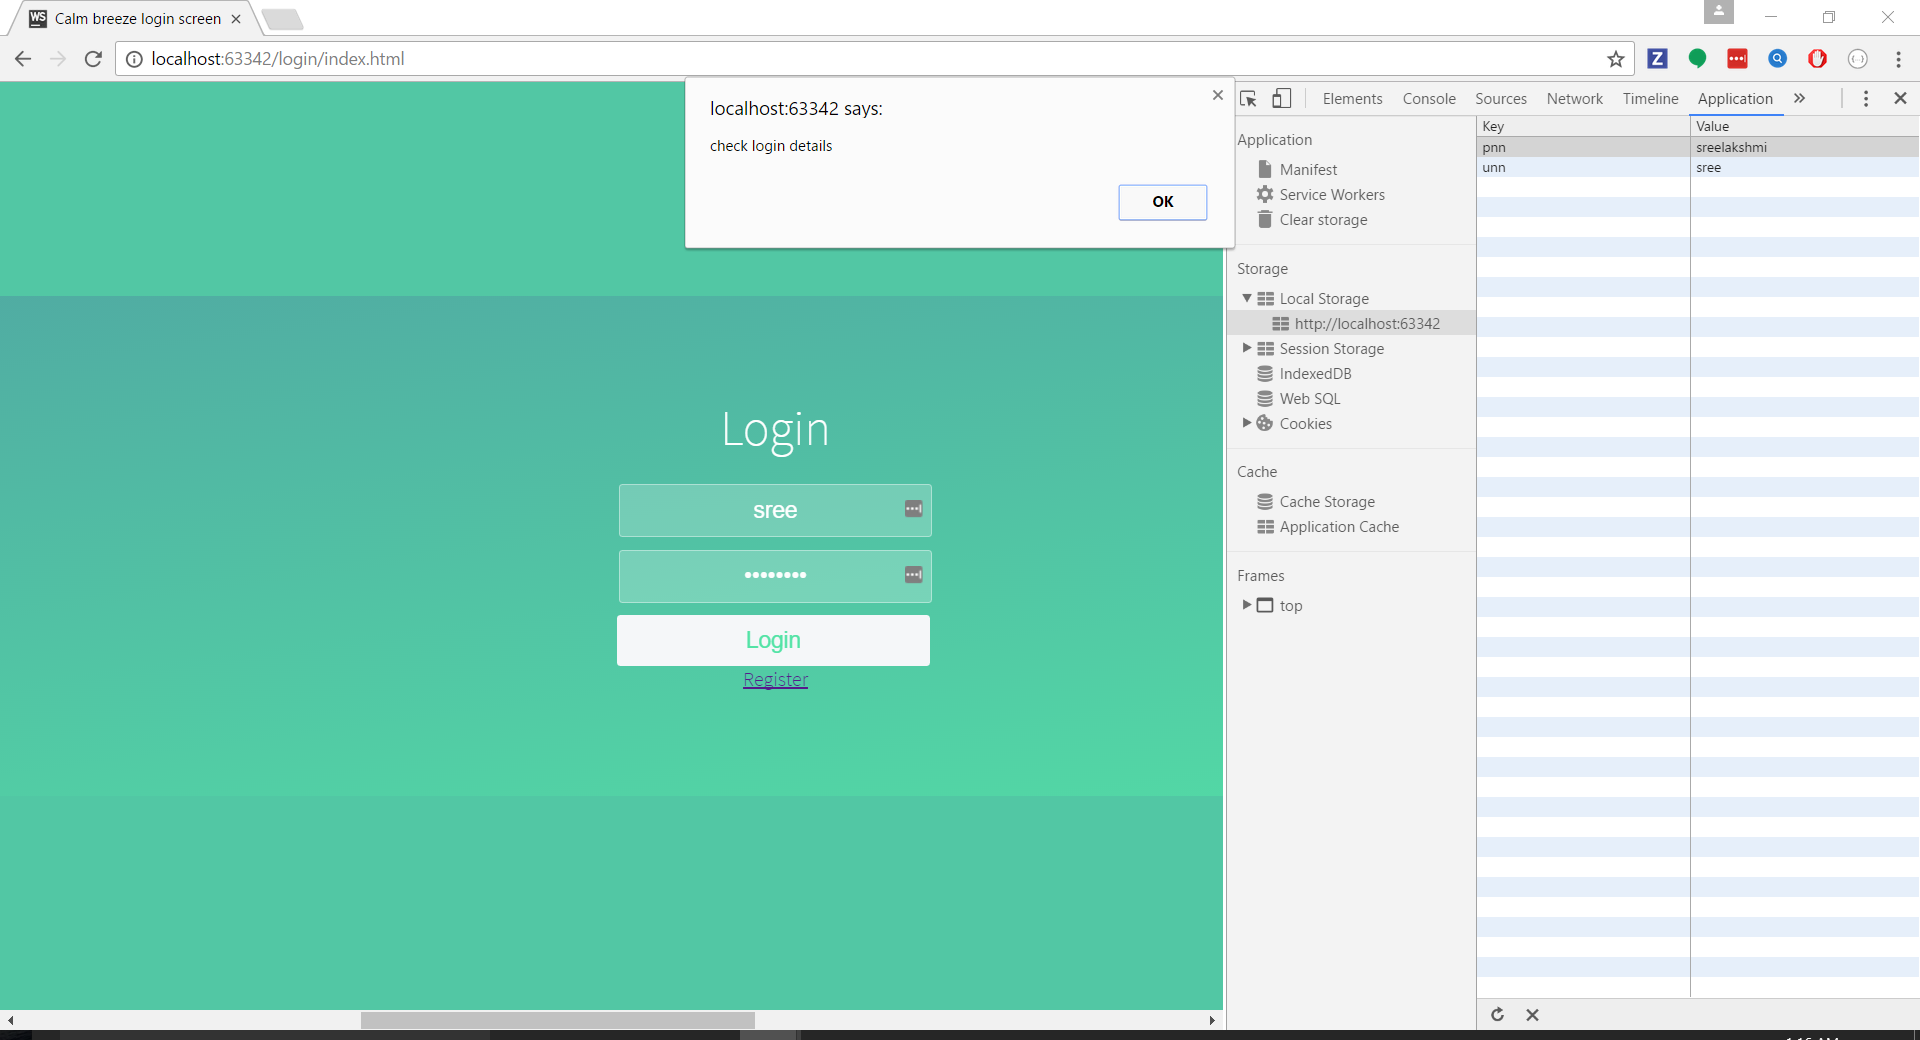 WS Calm breeze login screen
localhost:63342/login/index.html
Z
localhost:63342 says:
check login details
OK
Login
sree
Login
Register
Elements Console Sources Network Timeline Application »
Application
Manifest
Service Workers
Clear storage
Storage
Local Storage
http://localhost:63342
Session Storage
IndexedDB
Web SQL
Cookies
Cache
Cache Storage
Application Cache
Frames
top
Key Value
pnn sreelakshmi
unn sree